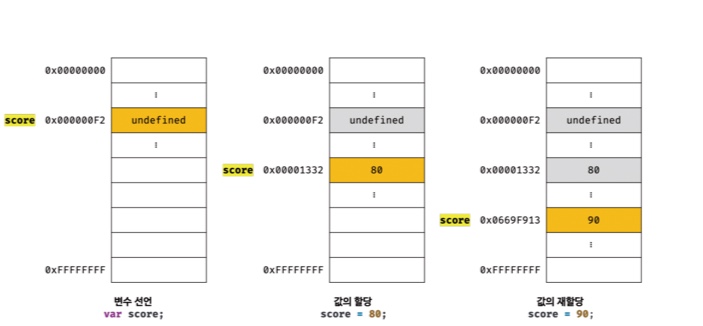 0x00000000
⋮
score 0x000000F2 undefined
⋮
0xFFFFFFFF
변수 선언
var score;
0x00000000
⋮
0x000000F2 undefined
⋮
score 0x00001332 80
⋮
0xFFFFFFFF
값의 할당
score = 80;
0x00000000
⋮
0x000000F2 undefined
⋮
0x00001332 80
⋮
score 0x0669F913 90
⋮
0xFFFFFFFF
값의 재할당
score = 90;